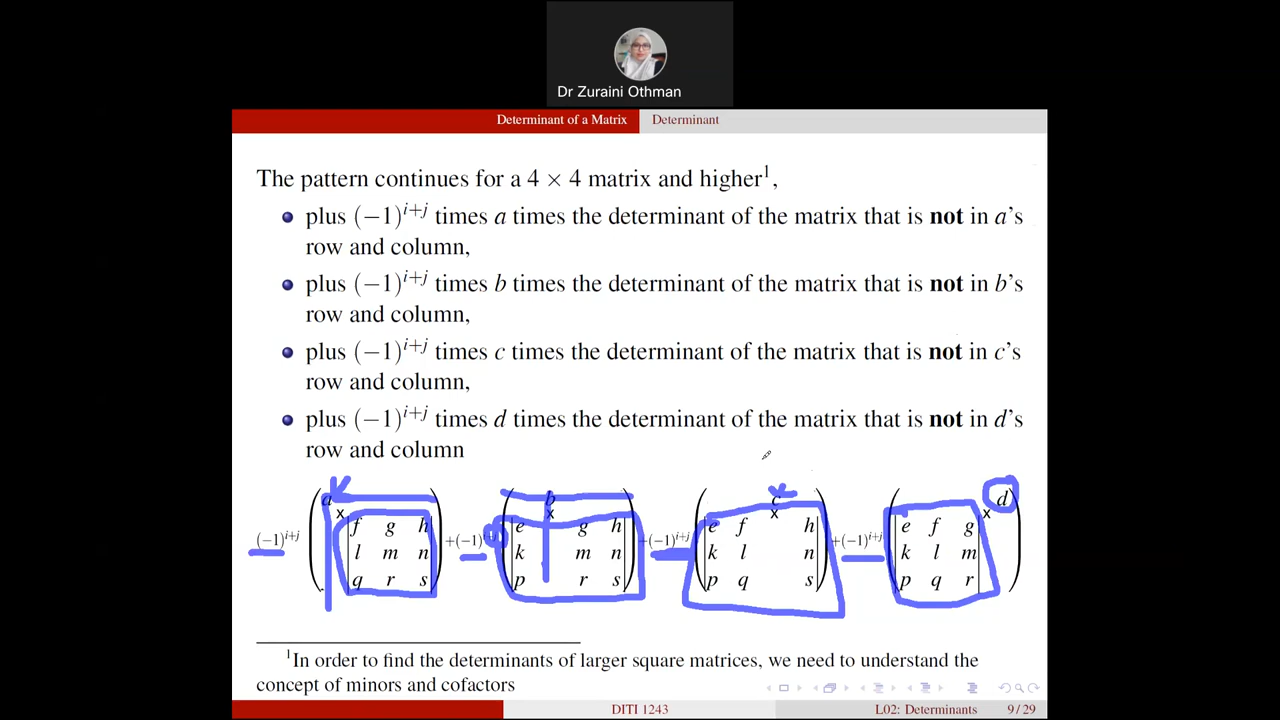 Dr Zuraini Othman
Determinant of a Matrix Determinant
The pattern continues for a 4 × 4 matrix and higher¹,
plus (−1)^{i+j} times a times the determinant of the matrix that is not in a's
row and column,
plus (−1)^{i+j} times b times the determinant of the matrix that is not in b's
row and column,
plus (−1)^{i+j} times c times the determinant of the matrix that is not in c's
row and column,
plus (−1)^{i+j} times d times the determinant of the matrix that is not in d's
row and column
a b c d
x x x x
f g h e g h e f h e f g
(−1)^{i+j} l m n +(−1)^{i+j} k m n +(−1)^{i+j} k l n +(−1)^{i+j} k l m
q r s p r s p q s p q r
¹In order to find the determinants of larger square matrices, we need to understand the
concept of minors and cofactors
DITI 1243 L02: Determinants 9 / 29